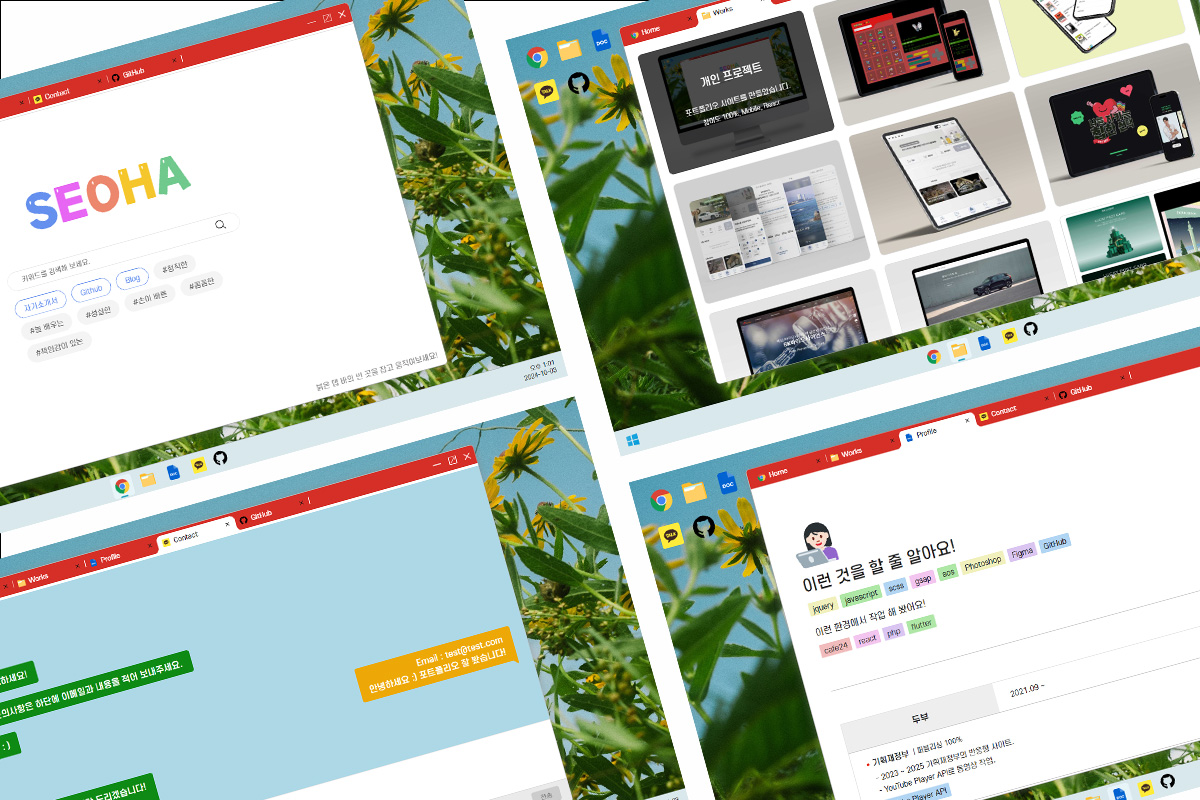 Contact
GitHub
SEOHA
키워드를 검색해 보세요.
자기소개서
Github
Blog
#정직한
#늘 배우는
#성실한
#손이 빠른
#꼼꼼한
#책임감이 있는
붉은 탭 바의 빈 곳을 잡고 움직여보세요!
오후 1:01
2024-10-03
DOC
TALK
Home
Works
개인 프로젝트
포트폴리오 사이트를 만들었습니다.
참여도 100%, Mobile, React
Works
Profile
Contact
GitHub
하세요!
의사항은 하단에 이메일과 내용을 적어 보내주세요.
:)
드리겠습니다!
Email : test@test.com
안녕하세요 :) 포트폴리오 잘 봤습니다!
전송
DOC
TALK
Home
Works
Profile
Contact
GitHub
이런 것을 할 줄 알아요!
jquery
javascript
scss
gsap
aos
Photoshop
Figma
GitHub
이런 환경에서 작업 해 봤어요!
cafe24
react
php
flutter
두부
2021.09 ~
기획재정부 | 퍼블리싱 100%
- 2023 ~ 2025 기획재정부의 반응형 사이트.
- YouTube Player API로 동영상 작업.
Player API